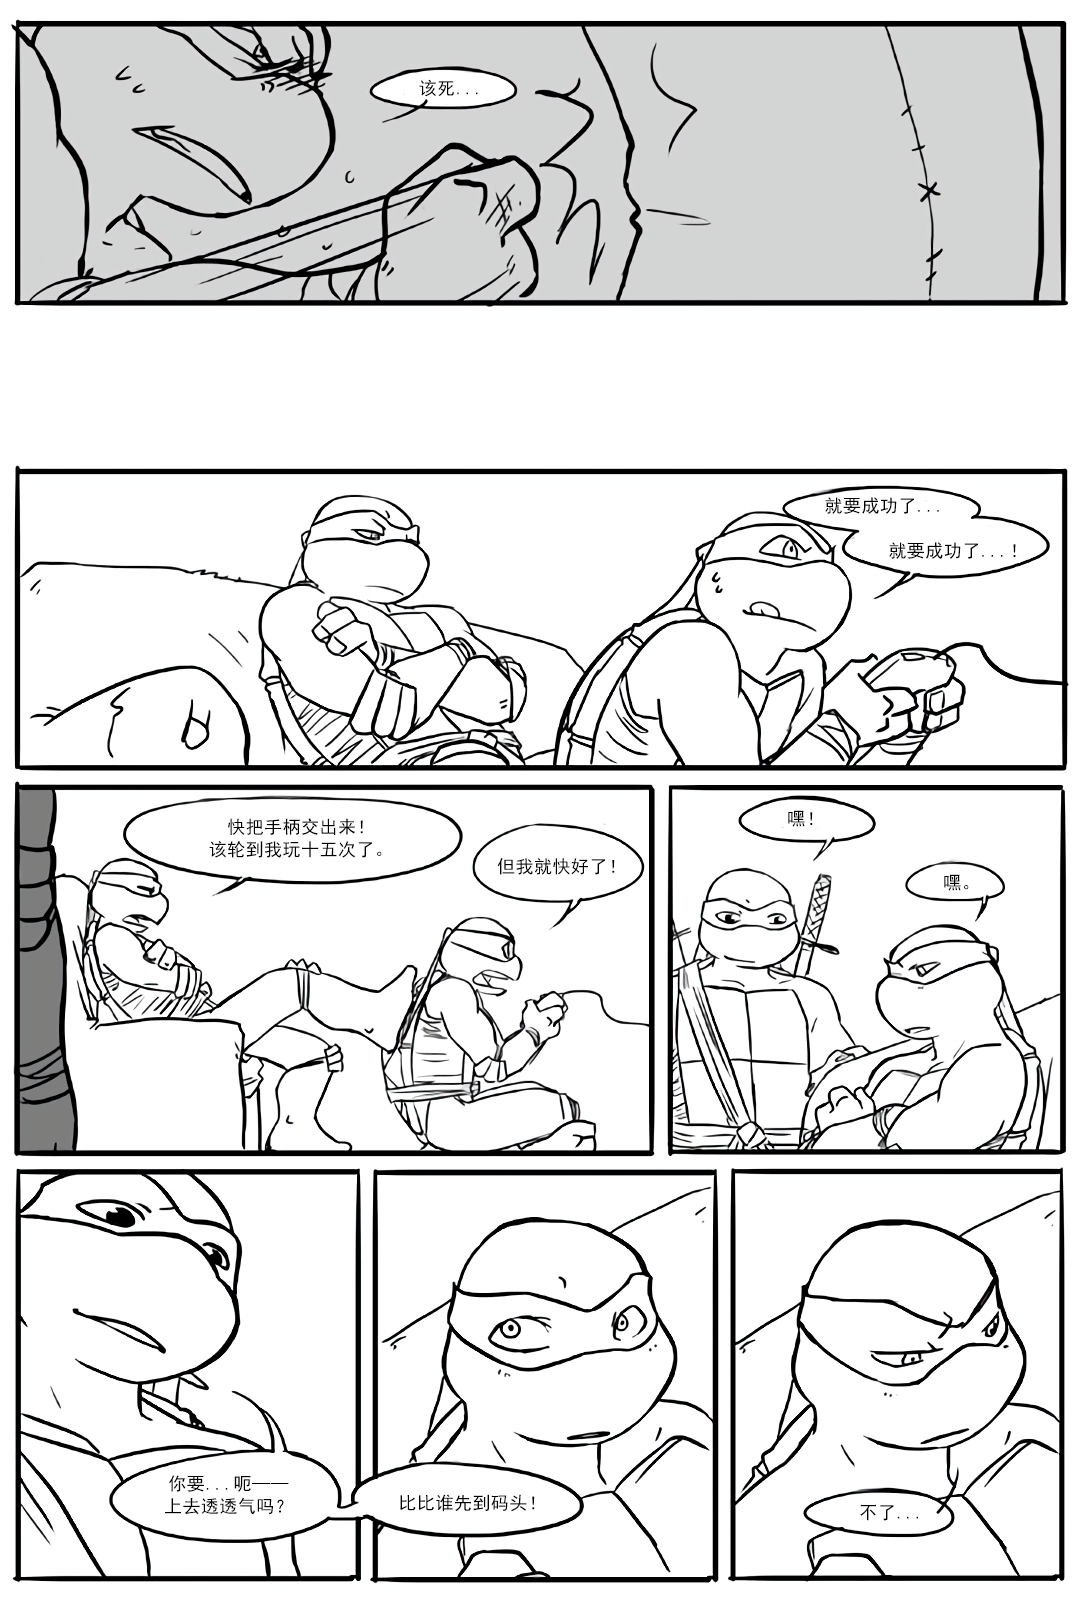 该死...
就要成功了...
就要成功了...！
快把手柄交出来！
该轮到我玩十五次了。
但我就快好了！
嘿！
嘿。
你要...呃——
上去透透气吗？
比比谁先到码头！
不了...